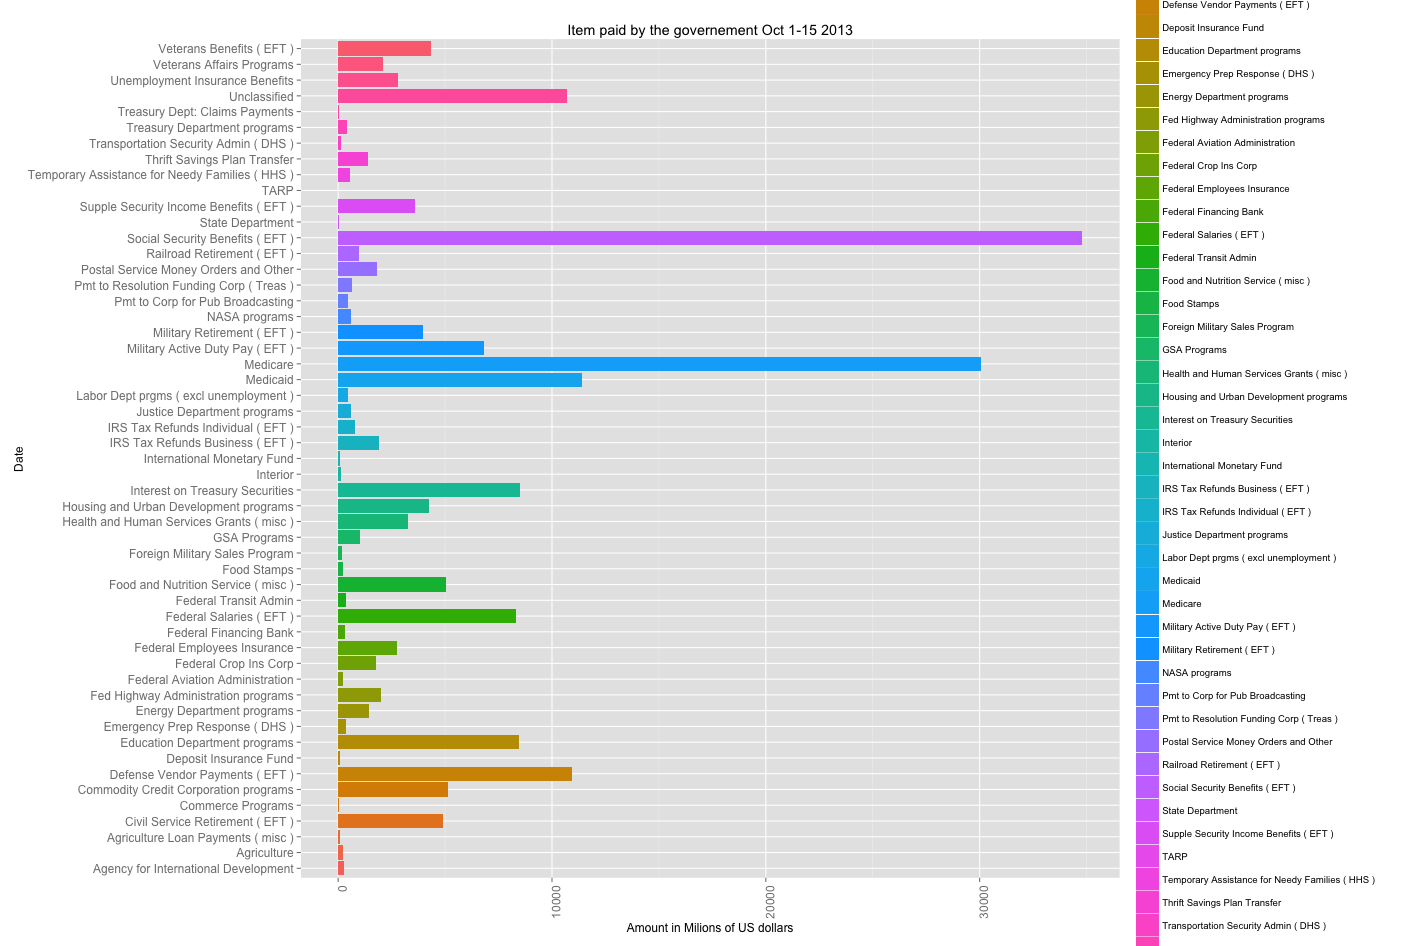 Item paid by the governement Oct 1-15 2013
Date
Veterans Benefits ( EFT )
Veterans Affairs Programs
Unemployment Insurance Benefits
Unclassified
Treasury Dept: Claims Payments
Treasury Department programs
Transportation Security Admin ( DHS )
Thrift Savings Plan Transfer
Temporary Assistance for Needy Families ( HHS )
TARP
Supple Security Income Benefits ( EFT )
State Department
Social Security Benefits ( EFT )
Railroad Retirement ( EFT )
Postal Service Money Orders and Other
Pmt to Resolution Funding Corp ( Treas )
Pmt to Corp for Pub Broadcasting
NASA programs
Military Retirement ( EFT )
Military Active Duty Pay ( EFT )
Medicare
Medicaid
Labor Dept prgms ( excl unemployment )
Justice Department programs
IRS Tax Refunds Individual ( EFT )
IRS Tax Refunds Business ( EFT )
International Monetary Fund
Interior
Interest on Treasury Securities
Housing and Urban Development programs
Health and Human Services Grants ( misc )
GSA Programs
Foreign Military Sales Program
Food Stamps
Food and Nutrition Service ( misc )
Federal Transit Admin
Federal Salaries ( EFT )
Federal Financing Bank
Federal Employees Insurance
Federal Crop Ins Corp
Federal Aviation Administration
Fed Highway Administration programs
Energy Department programs
Emergency Prep Response ( DHS )
Education Department programs
Deposit Insurance Fund
Defense Vendor Payments ( EFT )
Commodity Credit Corporation programs
Commerce Programs
Civil Service Retirement ( EFT )
Agriculture Loan Payments ( misc )
Agriculture
Agency for International Development
0
10000
20000
30000
Amount in Milions of US dollars
Defense Vendor Payments ( EFT )
Deposit Insurance Fund
Education Department programs
Emergency Prep Response ( DHS )
Energy Department programs
Fed Highway Administration programs
Federal Aviation Administration
Federal Crop Ins Corp
Federal Employees Insurance
Federal Financing Bank
Federal Salaries ( EFT )
Federal Transit Admin
Food and Nutrition Service ( misc )
Food Stamps
Foreign Military Sales Program
GSA Programs
Health and Human Services Grants ( misc )
Housing and Urban Development programs
Interest on Treasury Securities
Interior
International Monetary Fund
IRS Tax Refunds Business ( EFT )
IRS Tax Refunds Individual ( EFT )
Justice Department programs
Labor Dept prgms ( excl unemployment )
Medicaid
Medicare
Military Active Duty Pay ( EFT )
Military Retirement ( EFT )
NASA programs
Pmt to Corp for Pub Broadcasting
Pmt to Resolution Funding Corp ( Treas )
Postal Service Money Orders and Other
Railroad Retirement ( EFT )
Social Security Benefits ( EFT )
State Department
Supple Security Income Benefits ( EFT )
TARP
Temporary Assistance for Needy Families ( HHS )
Thrift Savings Plan Transfer
Transportation Security Admin ( DHS )